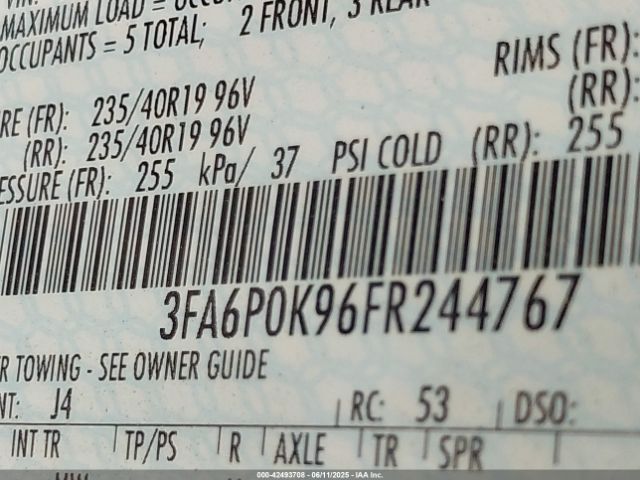 VIN:
MAXIMUM LOAD = OCCU
OCCUPANTS = 5 TOTAL; 2 FRONT, 3 REAR
RE (FR): 235/40R19 96V RIMS (FR):
(RR): 235/40R19 96V (RR):
ESSURE (FR): 255 kPa/ 37 PSI COLD (RR): 255
3FA6P0K96FR244767
R TOWING - SEE OWNER GUIDE
NT: J4 RC: 53 DSO:
INT TR TP/PS R AXLE TR SPR
000-42493708 - 06/11/2025 - IAA Inc.